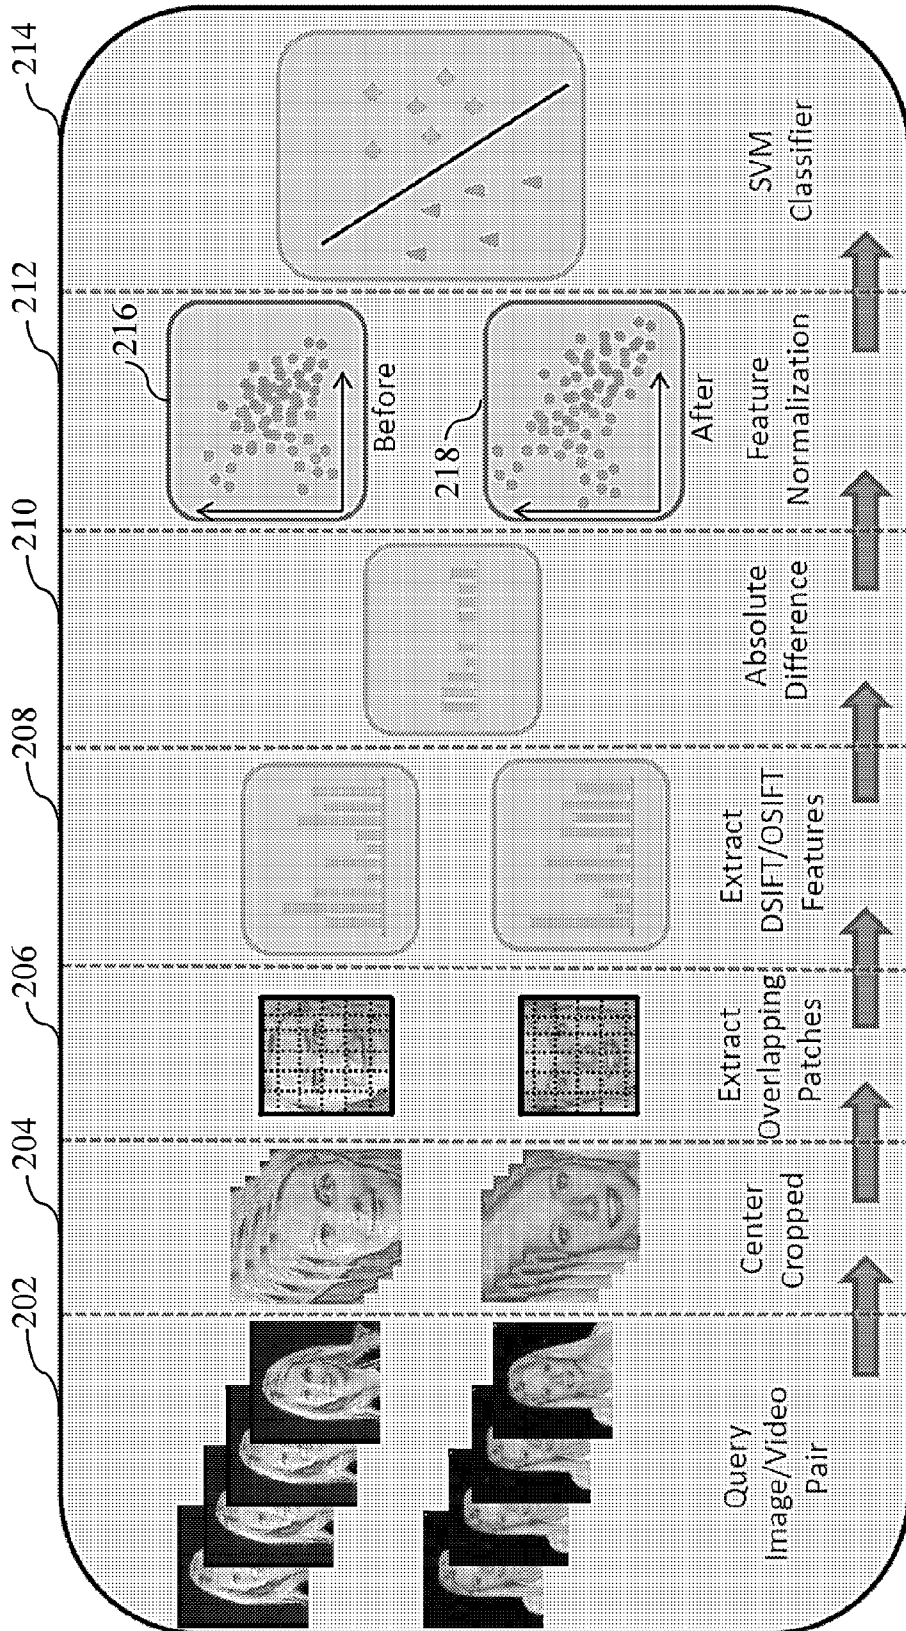 202
204
206
208
210
212
214
216
218
Before
After
Query
Image/Video
Pair
Center
Cropped
Extract
Overlapping
Patches
Extract
DSIFT/OSIFT
Features
Absolute
Difference
Feature
Normalization
SVM
Classifier